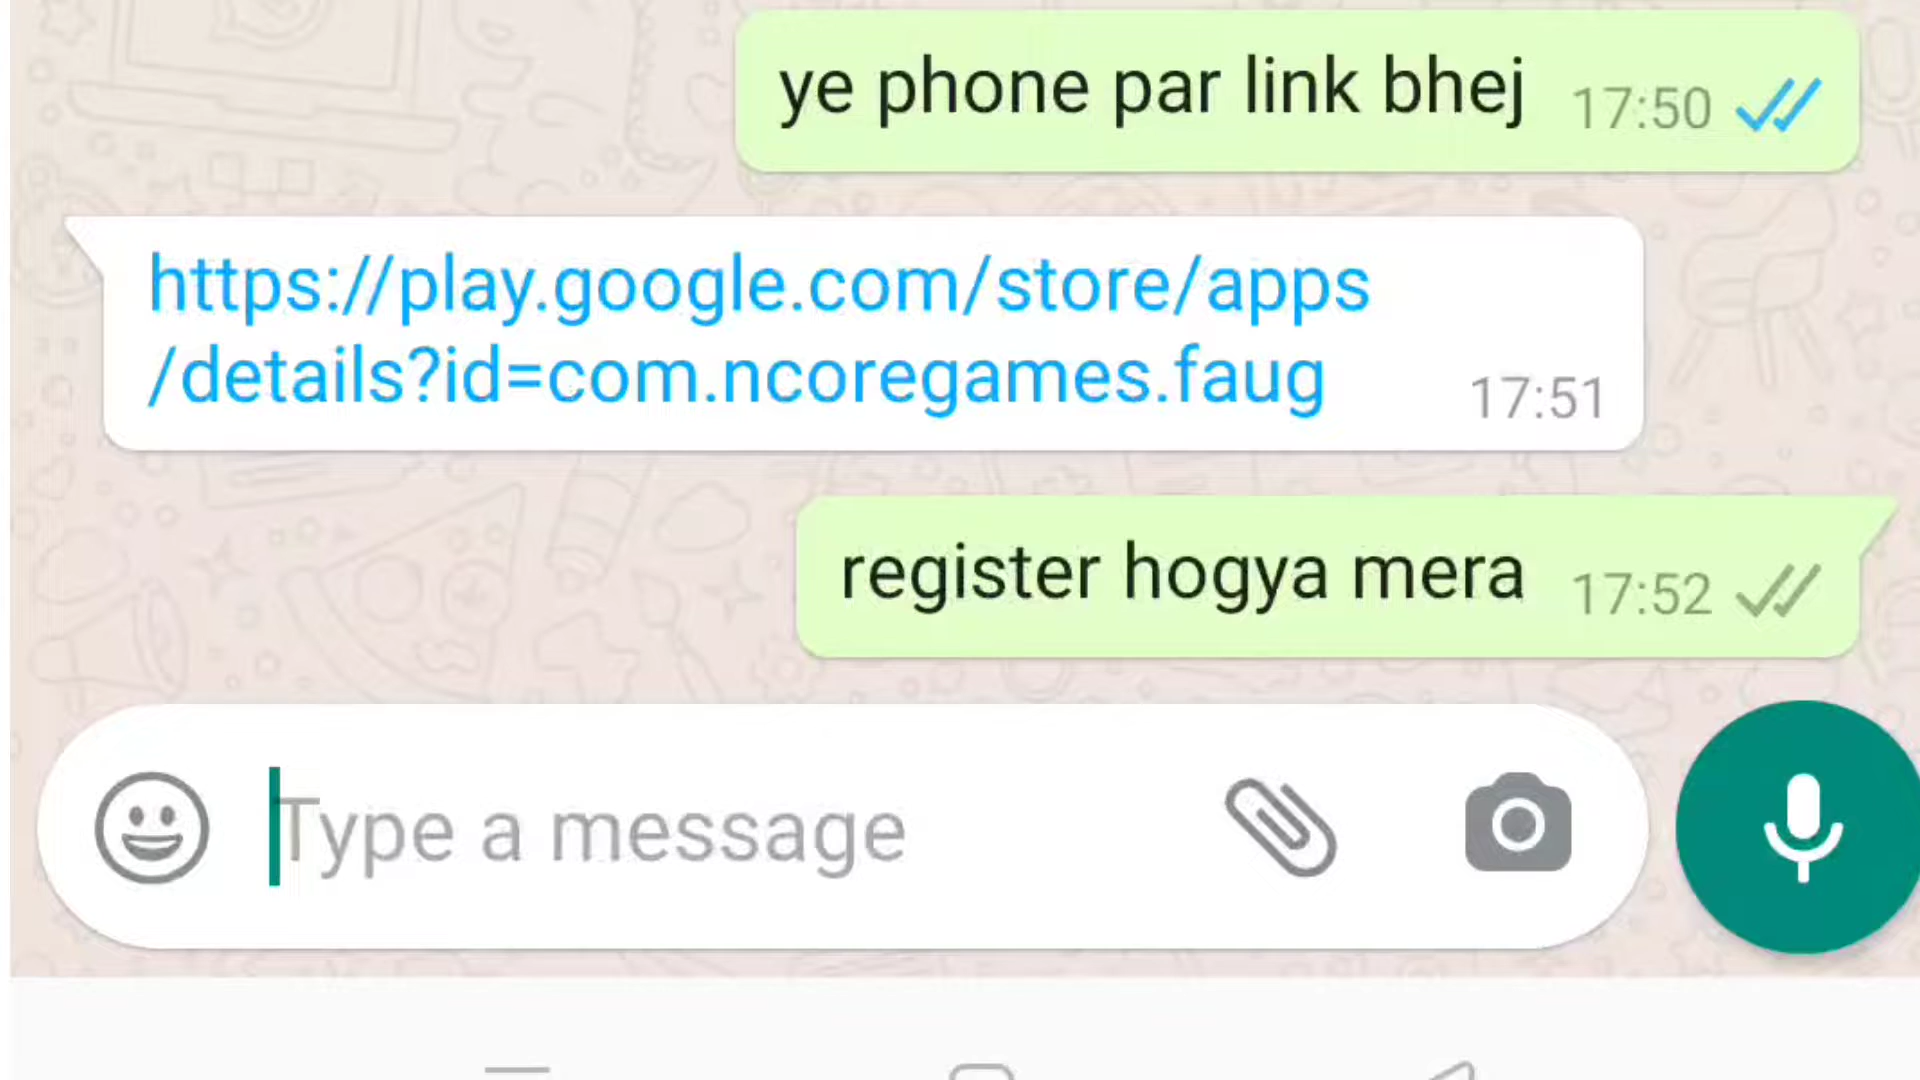 ye phone par link bhej 17:50
https://play.google.com/store/apps
/details?id=com.ncoregames.faug 17:51
register hogya mera 17:52
Type a message